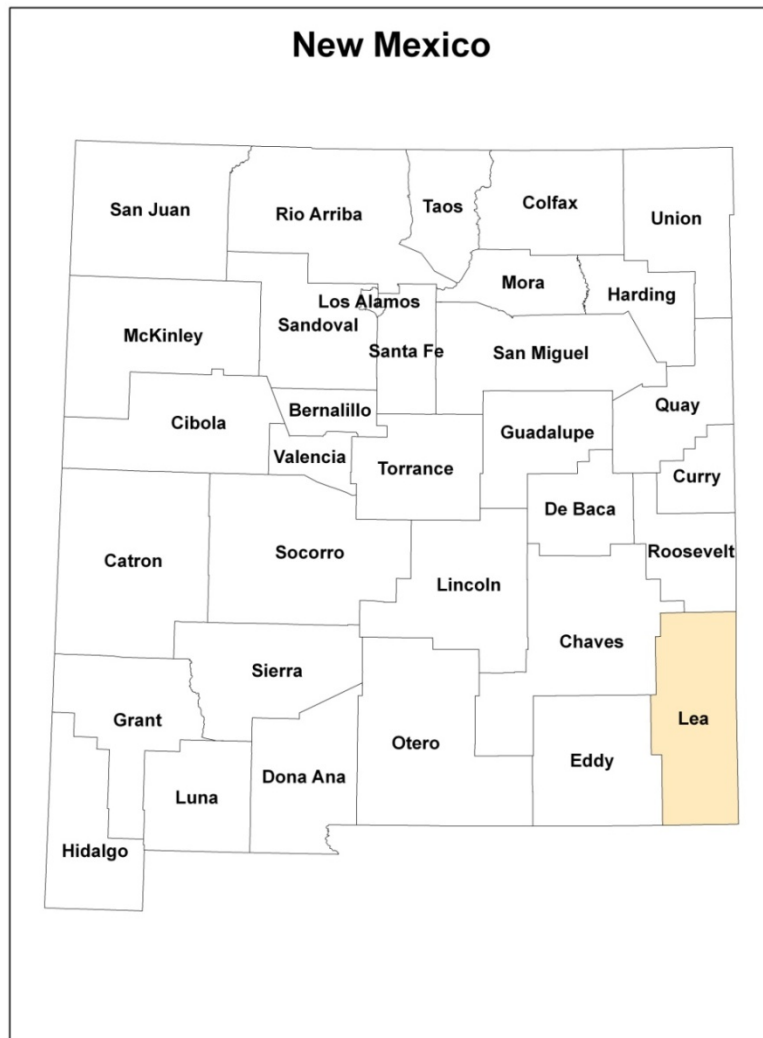 New Mexico
San Juan
Rio Arriba
Taos
Colfax
Union
Mora
Harding
Los Alamos
Sandoval
McKinley
Santa Fe
San Miguel
Quay
Bernalillo
Cibola
Guadalupe
Valencia
Torrance
Curry
De Baca
Roosevelt
Socorro
Catron
Lincoln
Chaves
Sierra
Lea
Grant
Otero
Eddy
Dona Ana
Luna
Hidalgo